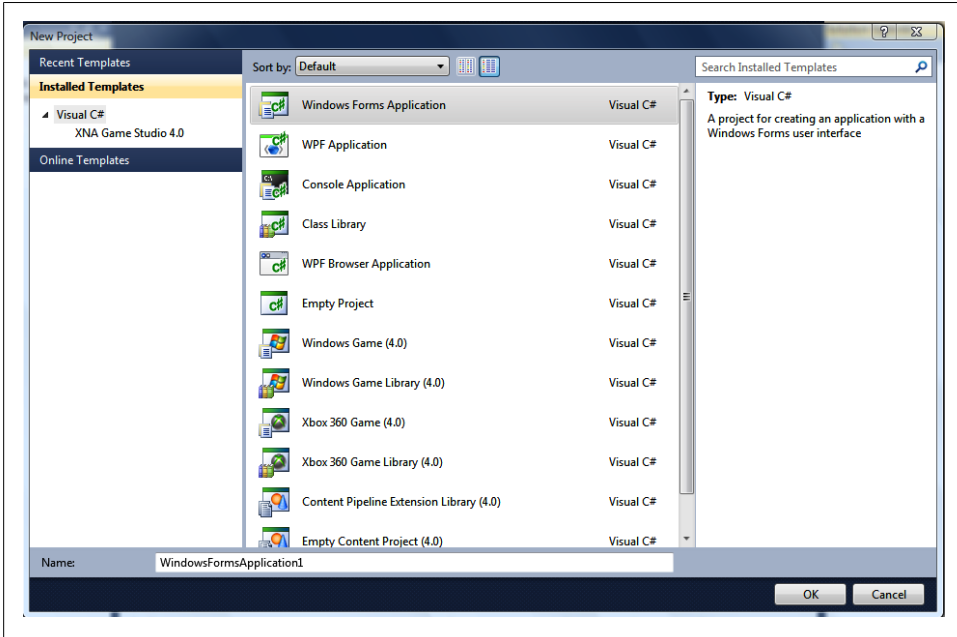 New Project
Recent Templates
Installed Templates
Visual C#
XNA Game Studio 4.0
Online Templates
Sort by: Default
Search Installed Templates
Windows Forms Application Visual C#
WPF Application Visual C#
Console Application Visual C#
Class Library Visual C#
WPF Browser Application Visual C#
Empty Project Visual C#
Windows Game (4.0) Visual C#
Windows Game Library (4.0) Visual C#
Xbox 360 Game (4.0) Visual C#
Xbox 360 Game Library (4.0) Visual C#
Content Pipeline Extension Library (4.0) Visual C#
Empty Content Project (4.0) Visual C#
Type: Visual C#
A project for creating an application with a
Windows Forms user interface
Name: WindowsFormsApplication1
OK Cancel